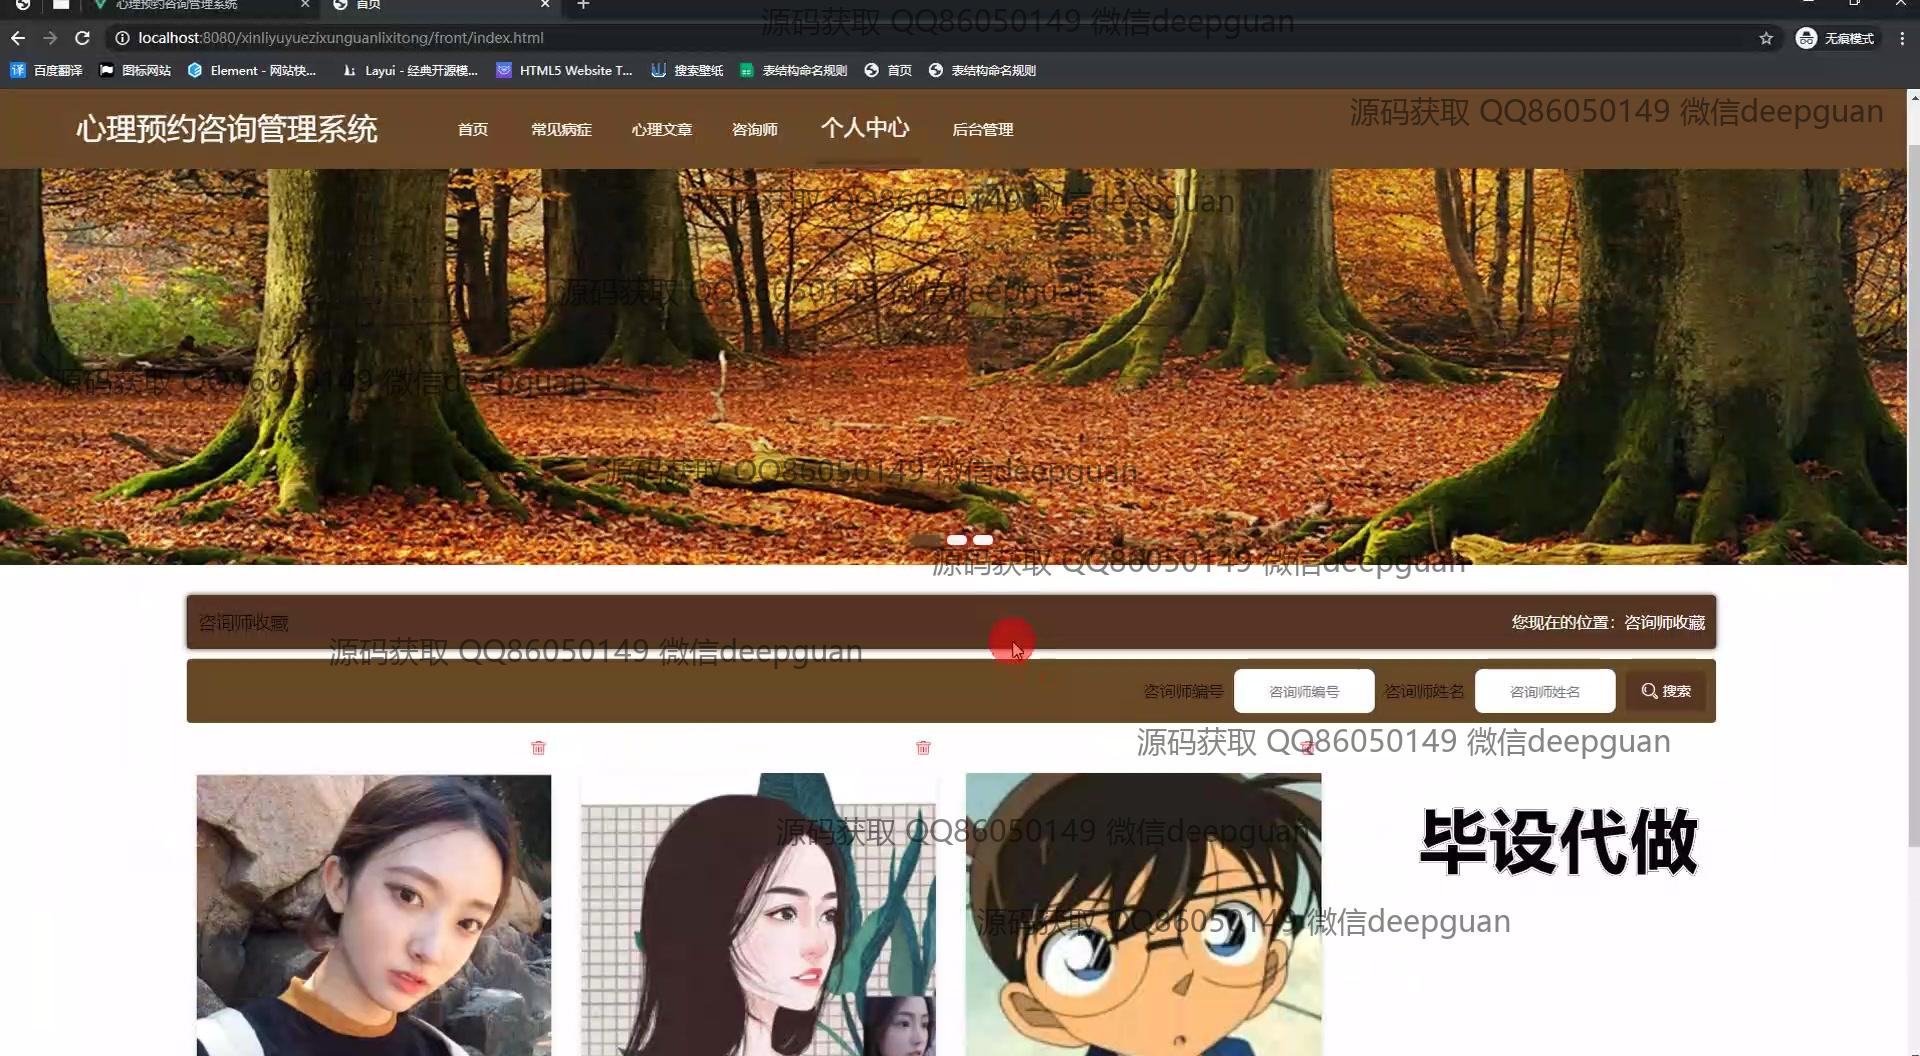 心理预约咨询管理系统
首页
源码获取 QQ86050149 微信deepguan
localhost:8080/xinliyuyuezixunguanlixitong/front/index.html
无痕模式
百度翻译
图标网站
Element - 网站快...
Layui - 经典开源模...
HTML5 Website T...
搜索壁纸
表结构命名规则
首页
表结构命名规则
源码获取 QQ86050149 微信deepguan
心理预约咨询管理系统
首页
常见病症
心理文章
咨询师
个人中心
后台管理
源码获取 QQ86050149 微信deepguan
源码获取 QQ86050149 微信deepguan
源码获取 QQ86050149 微信deepguan
源码获取 QQ86050149 微信deepguan
源码获取 QQ86050149 微信deepguan
咨询师收藏
您现在的位置：咨询师收藏
源码获取 QQ86050149 微信deepguan
咨询师编号
咨询师编号
咨询师姓名
咨询师姓名
搜索
源码获取 QQ86050149 微信deepguan
源码获取 QQ86050149 微信deepguan
毕设代做
源码获取 QQ86050149 微信deepguan